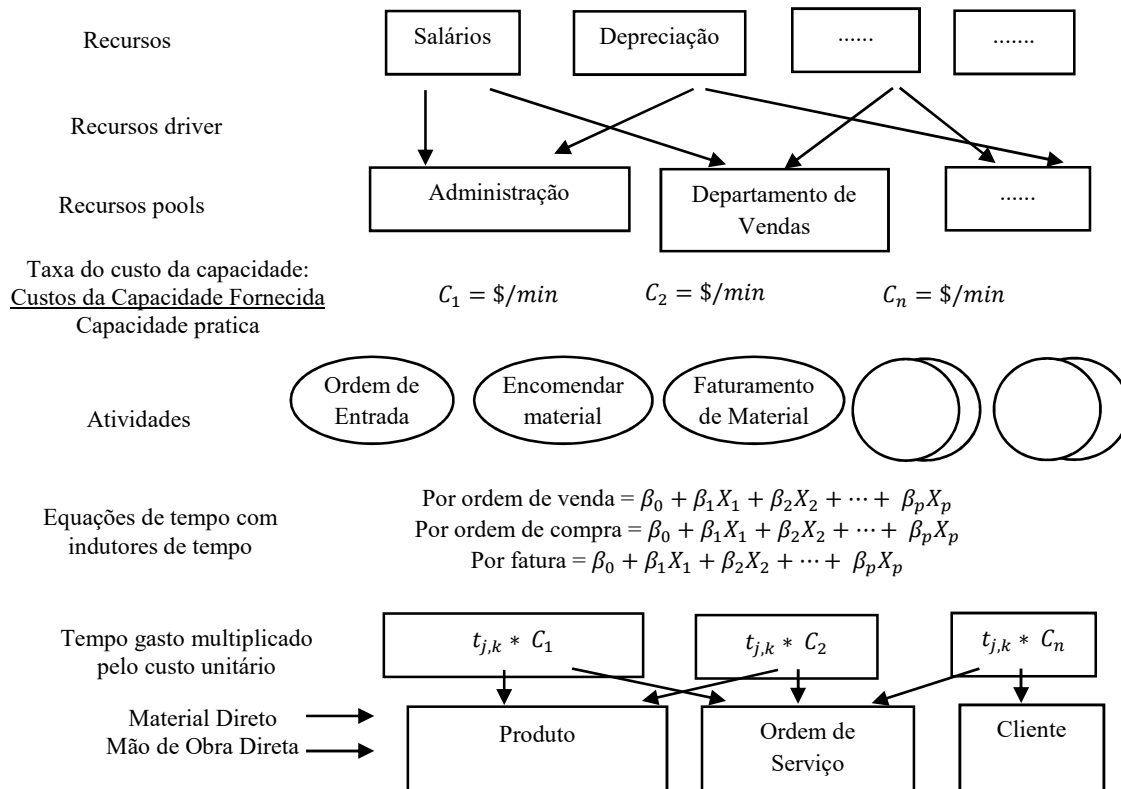 Recursos
Salários
Depreciação
......
.......
Recursos driver
Recursos pools
Administração
Departamento de
Vendas
......
Taxa do custo da capacidade:
Custos da Capacidade Fornecida
Capacidade pratica
𝐶₁ = $/𝑚𝑖𝑛
𝐶₂ = $/𝑚𝑖𝑛
𝐶ₙ = $/𝑚𝑖𝑛
Atividades
Ordem de
Entrada
Encomendar
material
Faturamento
de Material
Equações de tempo com
indutores de tempo
Por ordem de venda = β₀ + β₁X₁ + β₂X₂ + ⋯ + βₚXₚ
Por ordem de compra = β₀ + β₁X₁ + β₂X₂ + ⋯ + βₚXₚ
Por fatura = β₀ + β₁X₁ + β₂X₂ + ⋯ + βₚXₚ
Tempo gasto multiplicado
pelo custo unitário
t_{j,k} * C₁
t_{j,k} * C₂
t_{j,k} * Cₙ
Material Direto
Mão de Obra Direta
Produto
Ordem de
Serviço
Cliente